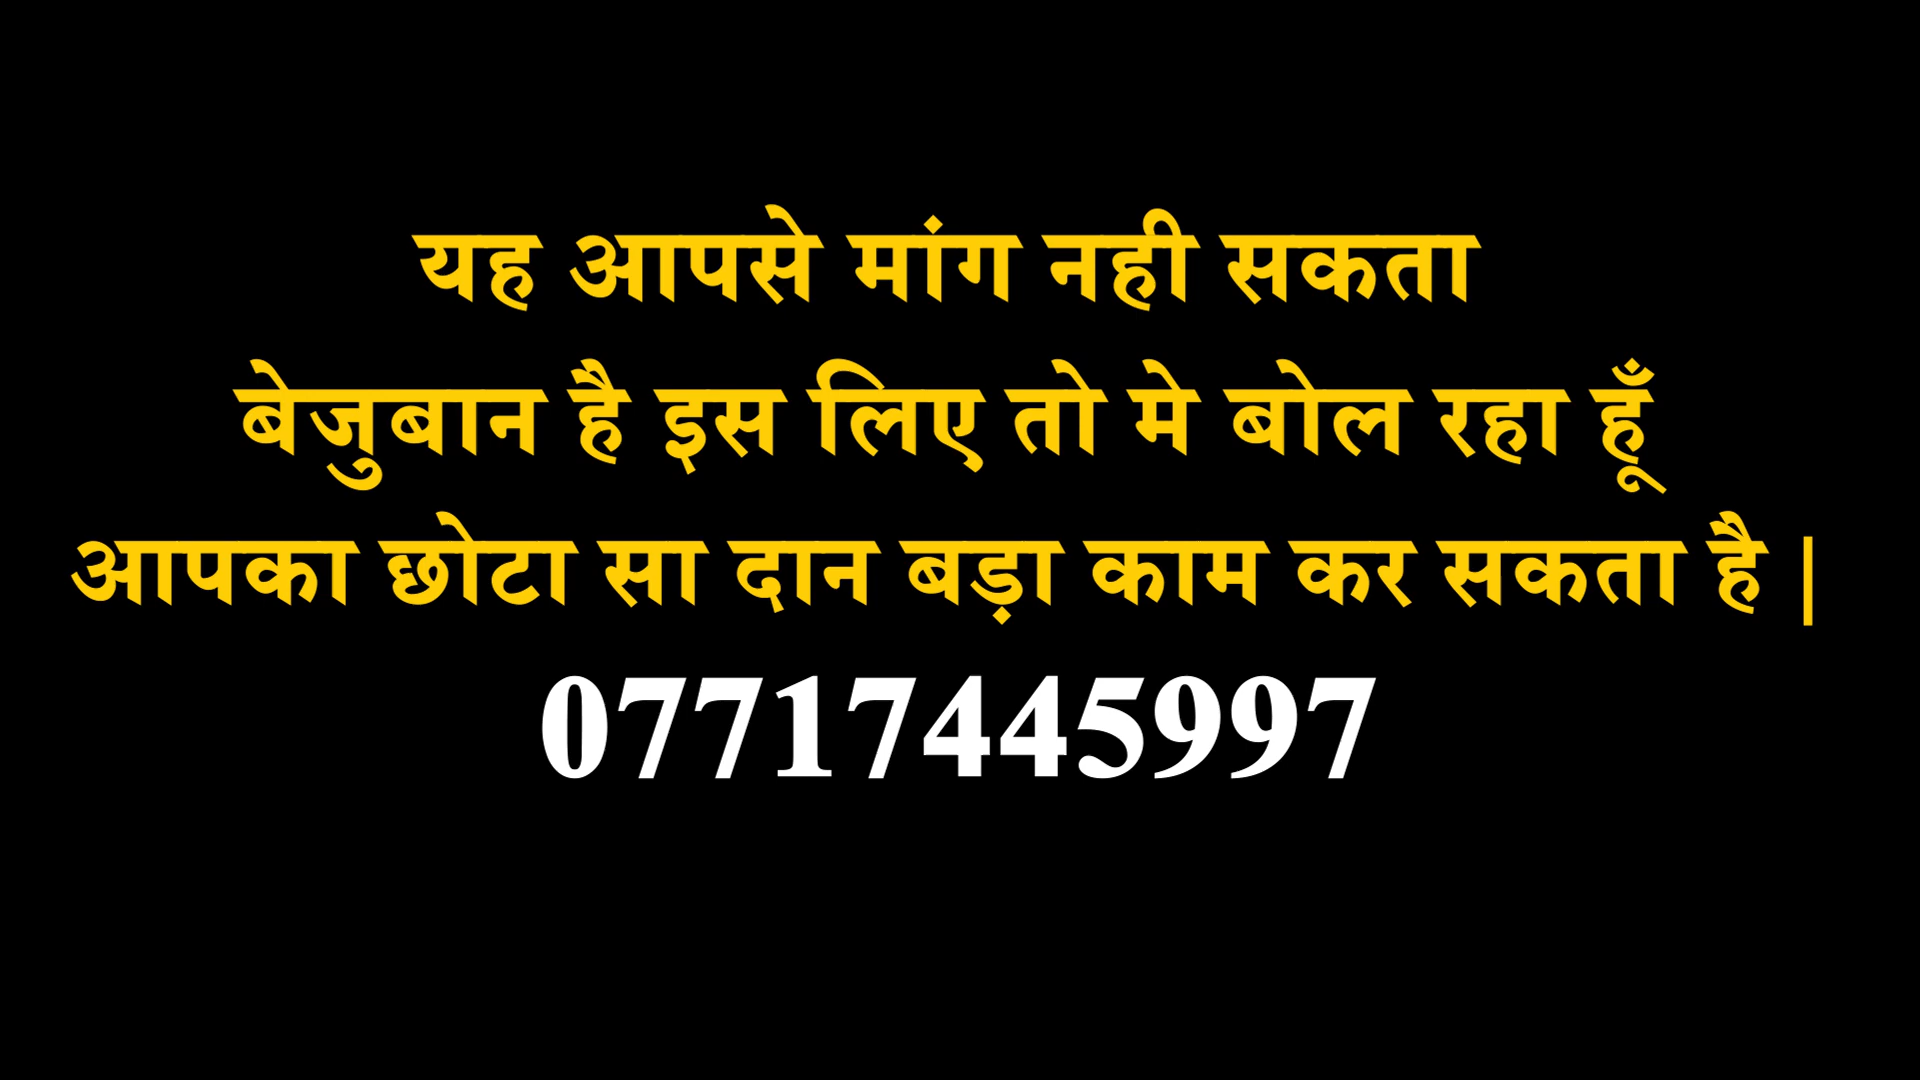 यह आपसे मांग नही सकता
बेजुबान है इस लिए तो मे बोल रहा हूँ
आपका छोटा सा दान बड़ा काम कर सकता है |
07717445997